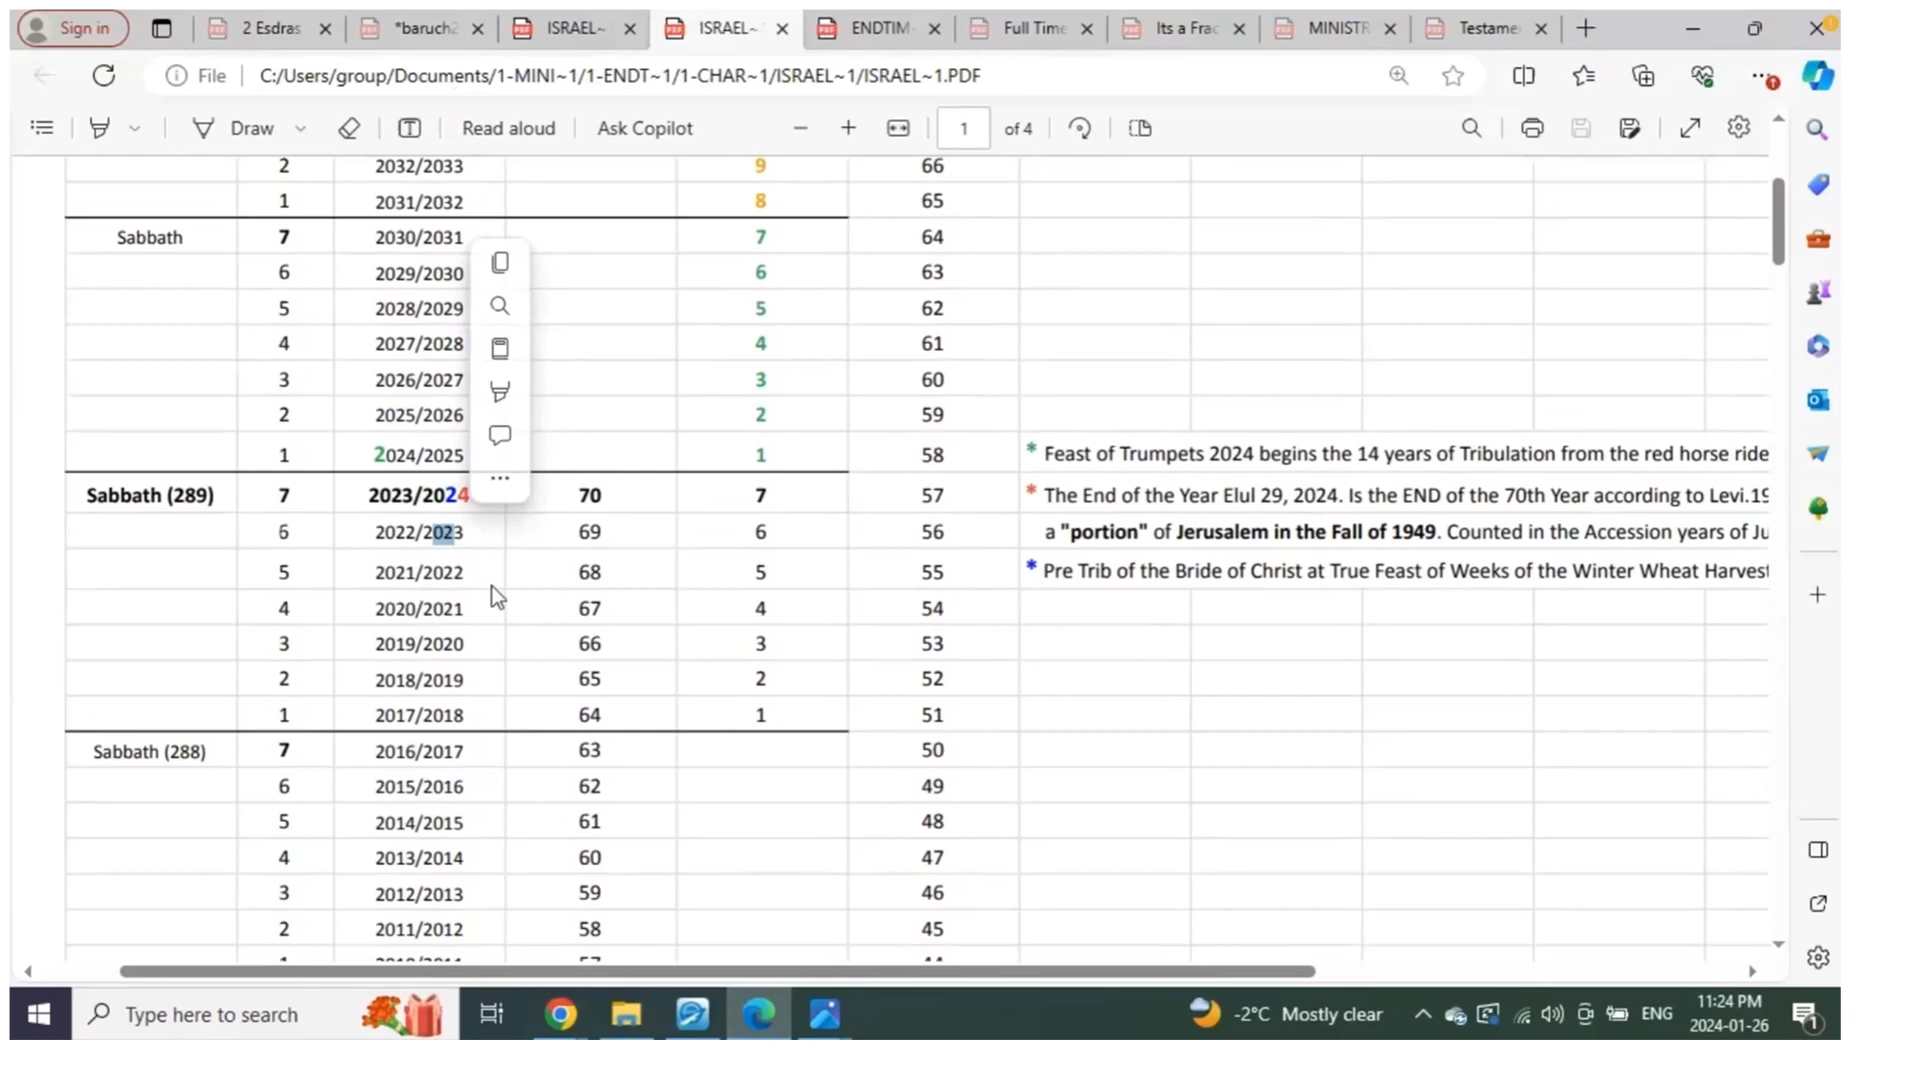 Sign in
2 Esdras
*baruch2
ISRAEL~
ISRAEL~
ENDTIM
Full Time
Its a Frac
MINISTR
Testame
File C:/Users/group/Documents/1-MINI~1/1-ENDT~1/1-CHAR~1/ISRAEL~1/ISRAEL~1.PDF
Draw Read aloud Ask Copilot 1 of 4
2 2032/2033 9 66
1 2031/2032 8 65
Sabbath 7 2030/2031 7 64
6 2029/2030 6 63
5 2028/2029 5 62
4 2027/2028 4 61
3 2026/2027 3 60
2 2025/2026 2 59
1 2024/2025 1 58 * Feast of Trumpets 2024 begins the 14 years of Tribulation from the red horse ride
Sabbath (289) 7 2023/2024 70 7 57 * The End of the Year Elul 29, 2024. Is the END of the 70th Year according to Levi.19
6 2022/2023 69 6 56 a "portion" of Jerusalem in the Fall of 1949. Counted in the Accession years of Ju
5 2021/2022 68 5 55 * Pre Trib of the Bride of Christ at True Feast of Weeks of the Winter Wheat Harvest
4 2020/2021 67 4 54
3 2019/2020 66 3 53
2 2018/2019 65 2 52
1 2017/2018 64 1 51
Sabbath (288) 7 2016/2017 63 50
6 2015/2016 62 49
5 2014/2015 61 48
4 2013/2014 60 47
3 2012/2013 59 46
2 2011/2012 58 45
Type here to search -2°C Mostly clear ENG 11:24 PM
2024-01-26
1